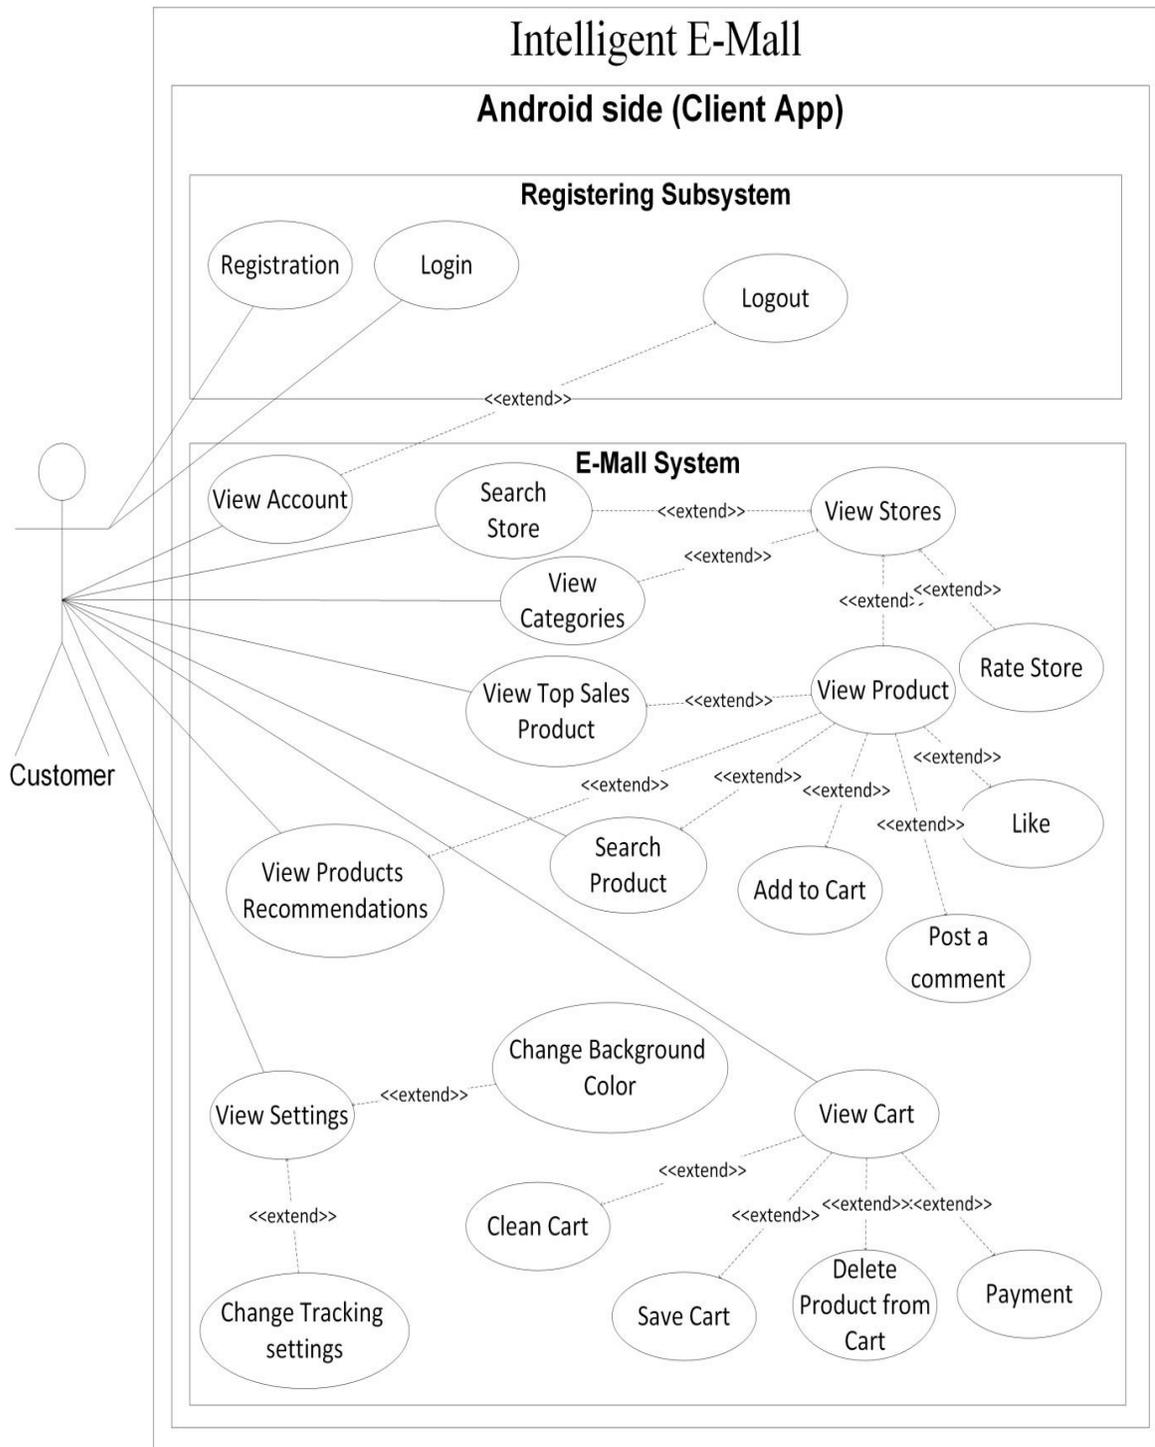 Intelligent E-Mall
Android side (Client App)
Registering Subsystem
Registration
Login
Logout
<<extend>>
E-Mall System
View Account
Search
Store
<<extend>>
View Stores
<<extend>>
View
Categories
<<extend>>
<<extend>>
Rate Store
View Product
View Top Sales
Product
<<extend>>
Customer
<<extend>>
<<extend>>
<<extend>>
<<extend>>
<<extend>>
Like
View Products
Recommendations
Search
Product
Add to Cart
Post a
comment
Change Background
Color
<<extend>>
View Settings
View Cart
<<extend>>
<<extend>>
<<extend>>
<<extend>>
<<extend>>
Clean Cart
Change Tracking
settings
Save Cart
Delete
Product from
Cart
Payment